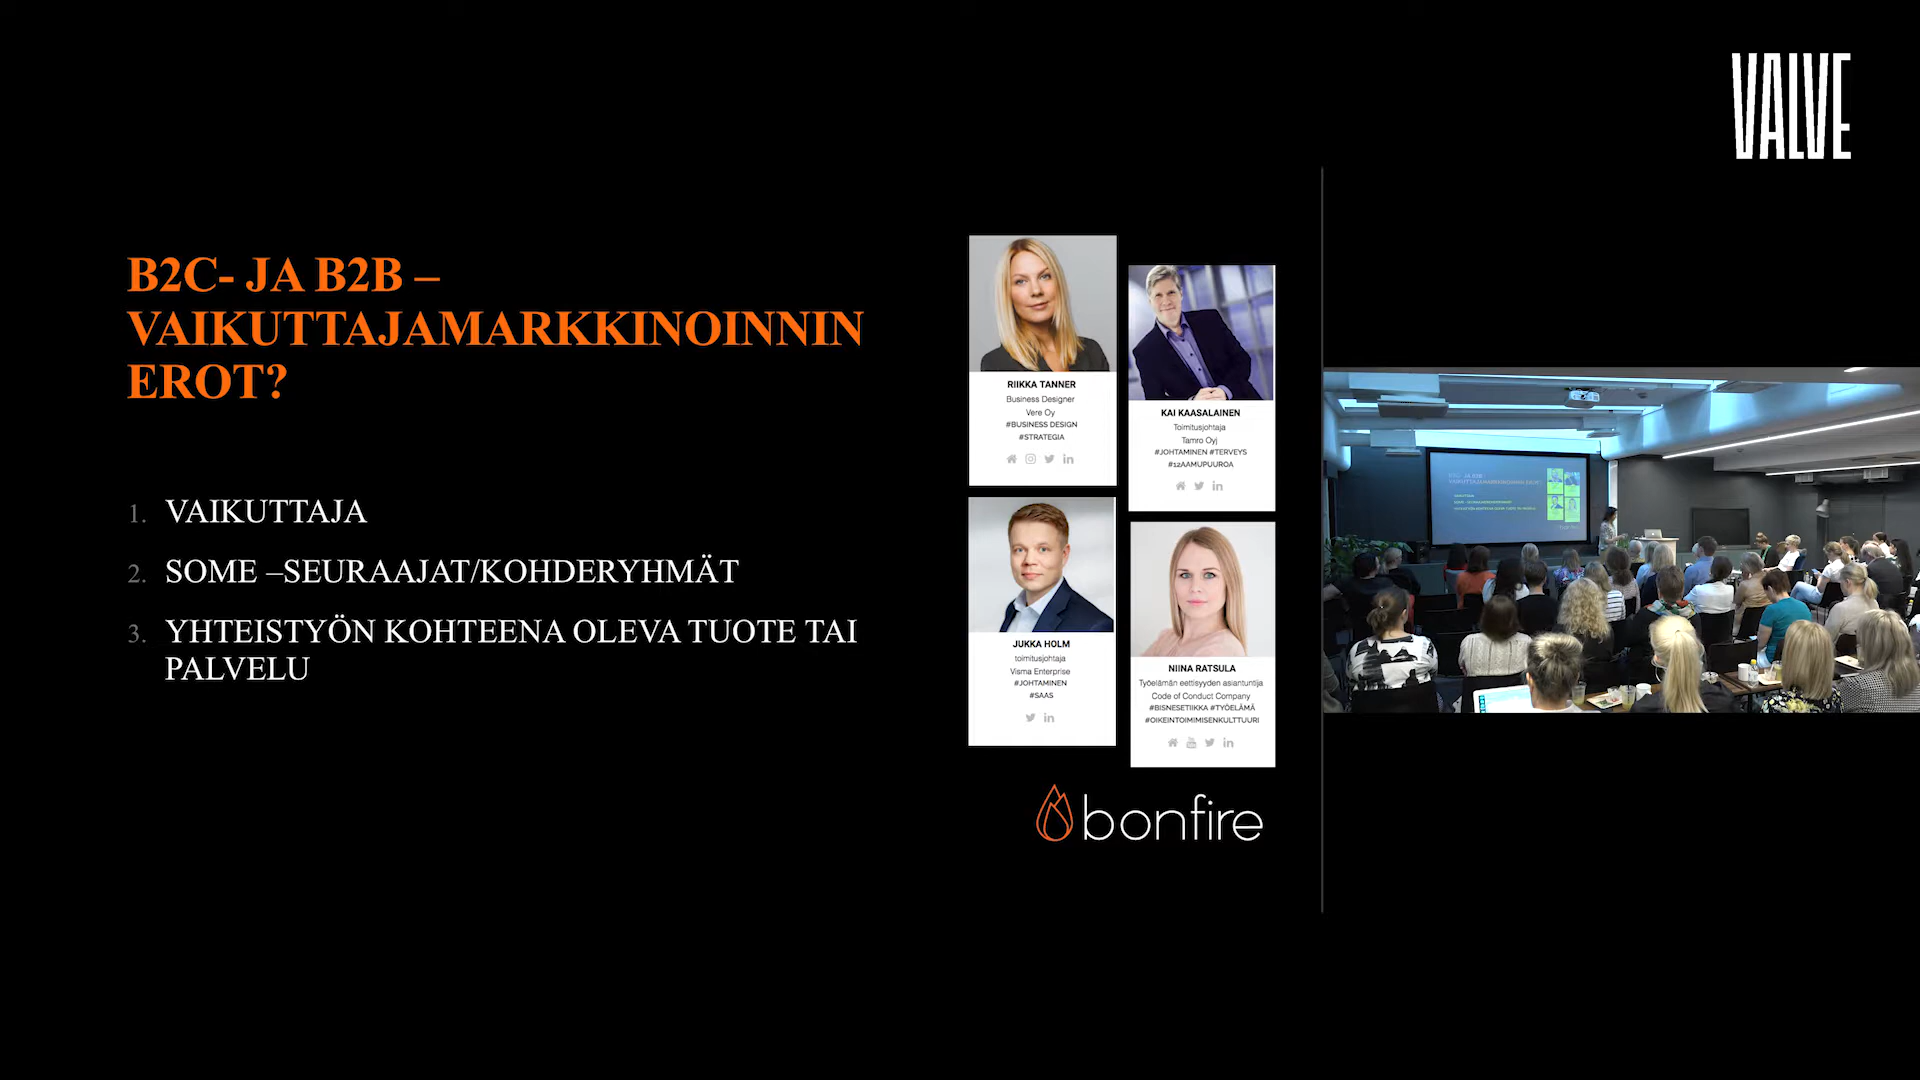 VALVE
B2C- JA B2B –
VAIKUTTAJAMARKKINOINNIN
EROT?
1. VAIKUTTAJA
2. SOME –SEURAAJAT/KOHDERYHMÄT
3. YHTEISTYÖN KOHTEENA OLEVA TUOTE TAI
PALVELU
RIIKKA TANNER
Business Designer
Vere Oy
#BUSINESS DESIGN
#STRATEGIA
KAI KAASALAINEN
Toimitusjohtaja
Tamro Oyj
#JOHTAMINEN #TERVEYS
#12AAMUPUUROA
JUKKA HOLM
toimitusjohtaja
Visma Enterprise
#JOHTAMINEN
#SAAS
NIINA RATSULA
Työelämän eettisyyden asiantuntija
Code of Conduct Company
#BISNESETIIKKA #TYÖELÄMÄ
#OIKEINTOIMIMISENKULTTUURI
bonfire